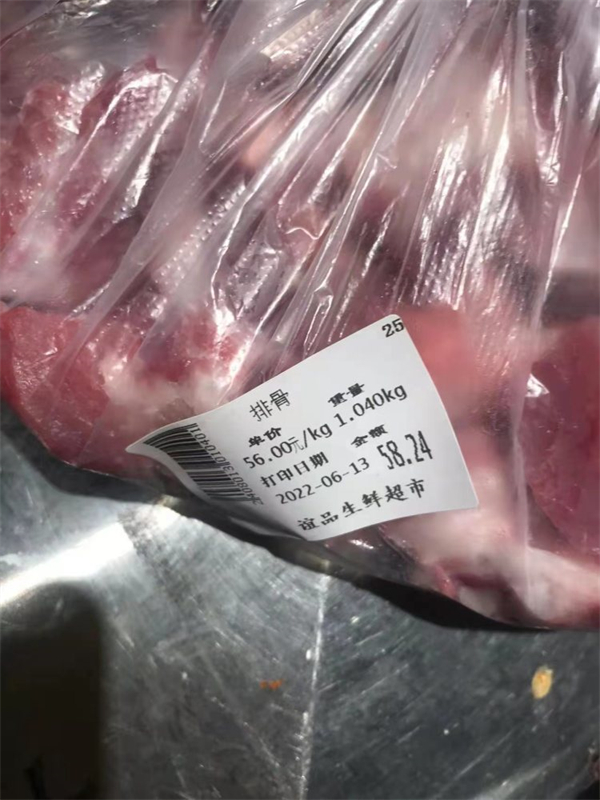 25
排骨
单价 货量
56.00元/kg 1.040kg
打印日期 金额
2022-06-13 58.24
谊品生鲜超市